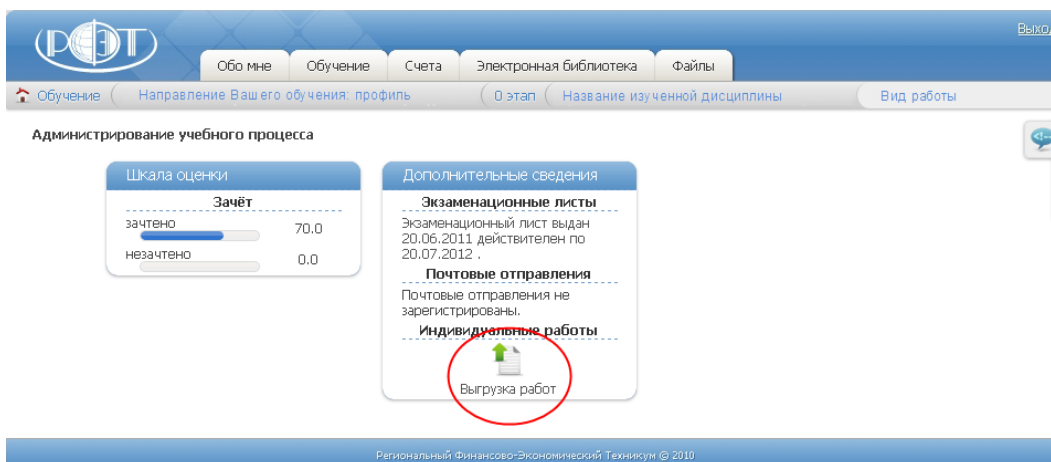 РФЭТ
Выход
Обо мне
Обучение
Счета
Электронная библиотека
Файлы
Обучение
Направление Вашего обучения: профиль
0 этап
Название изученной дисциплины
Вид работы
Администрирование учебного процесса
Шкала оценки
Зачёт
зачтено
70.0
незачтено
0.0
Дополнительные сведения
Экзаменационные листы
Экзаменационный лист выдан
20.06.2011 действителен по
20.07.2012 .
Почтовые отправления
Почтовые отправления не
зарегистрированы.
Индивидуальные работы
Выгрузка работ
Региональный Финансово-Экономический Техникум © 2010